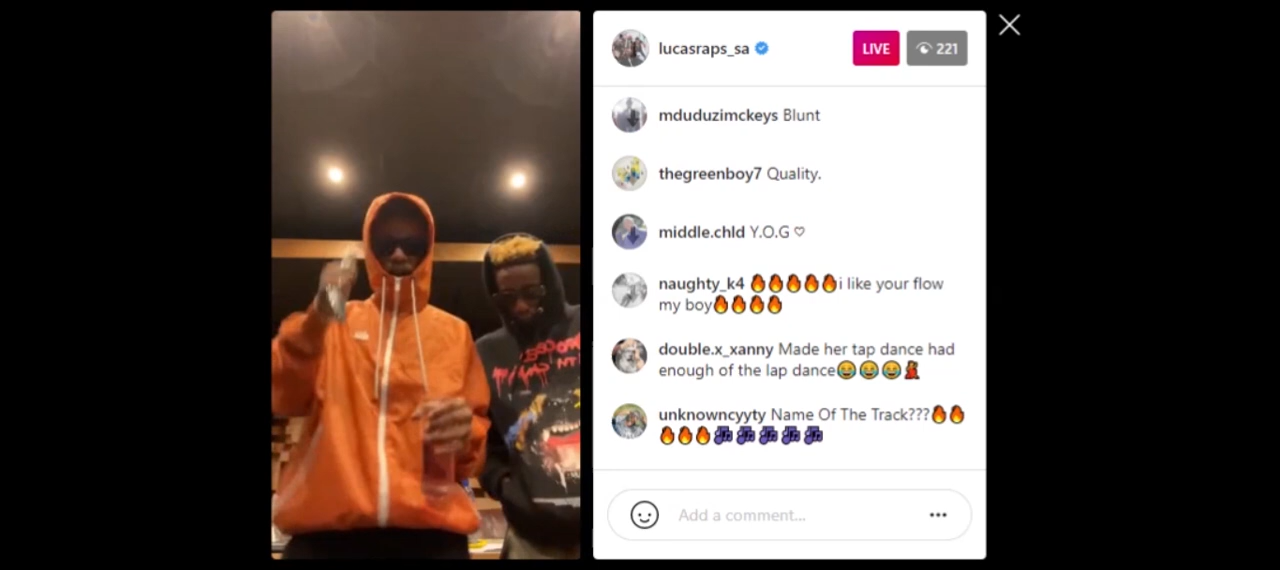 lucasraps_sa
LIVE
221
mduduzimckeys Blunt
thegreenboy7 Quality.
middle.chld Y.O.G ♡
naughty_k4 🔥🔥🔥🔥🔥i like your flow
my boy🔥🔥🔥🔥
double.x_xanny Made her tap dance had
enough of the lap dance😂😂😂💃
unknowncyyty Name Of The Track???🔥🔥
🔥🔥🔥🎶🎶🎶🎶🎶
Add a comment...